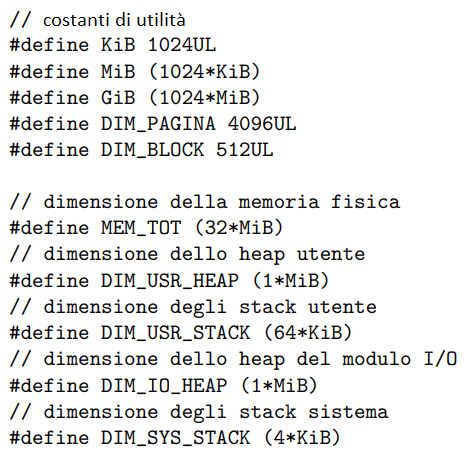 // costanti di utilità
#define KiB 1024UL
#define MiB (1024*KiB)
#define GiB (1024*MiB)
#define DIM_PAGINA 4096UL
#define DIM_BLOCK 512UL
// dimensione della memoria fisica
#define MEM_TOT (32*MiB)
// dimensione dello heap utente
#define DIM_USR_HEAP (1*MiB)
// dimensione degli stack utente
#define DIM_USR_STACK (64*KiB)
// dimensione dello heap del modulo I/O
#define DIM_IO_HEAP (1*MiB)
// dimensione degli stack sistema
#define DIM_SYS_STACK (4*KiB)